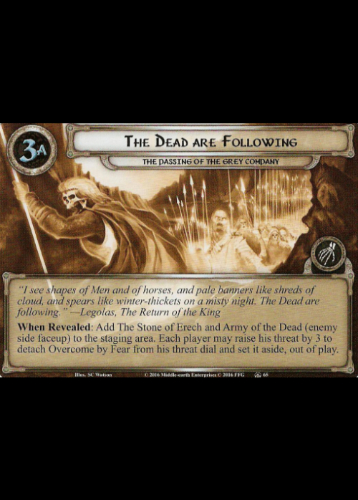 3A
THE DEAD ARE FOLLOWING
THE PASSING OF THE GREY COMPANY
“I see shapes of Men and of horses, and pale banners like shreds of
cloud, and spears like winter-thickets on a misty night. The Dead are
following.” —Legolas, The Return of the King
When Revealed: Add The Stone of Erech and Army of the Dead (enemy
side faceup) to the staging area. Each player may raise his threat by 3 to
detach Overcome by Fear from his threat dial and set it aside, out of play.
© 2016 Middle-earth Enterprises © 2016 FFG